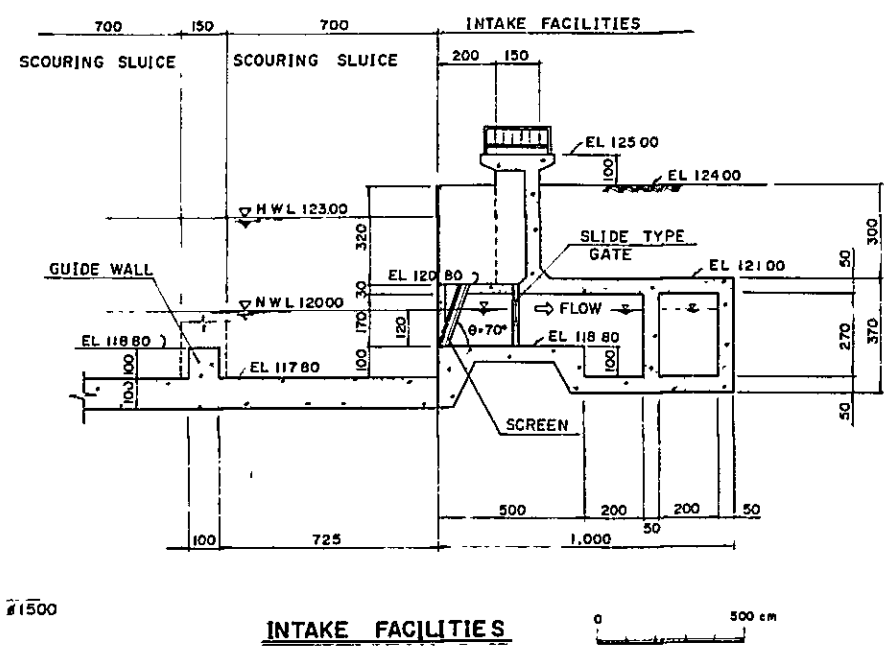 700 150 700 INTAKE FACILITIES
SCOURING SLUICE SCOURING SLUICE
200 150
EL 125 00
100
EL 124 00
H W L 123.00
320
SLIDE TYPE
GATE
300
50
GUIDE WALL
EL 120 80
EL 121 00
30
N W L 120 00
170
120
θ=70°
FLOW
EL 118 80
EL 118 80
270
370
100
EL 117 80
100
100
100
50
SCREEN
500 200 200 50
50
100 725 1,000
ø1500
INTAKE FACILITIES
0 500 cm